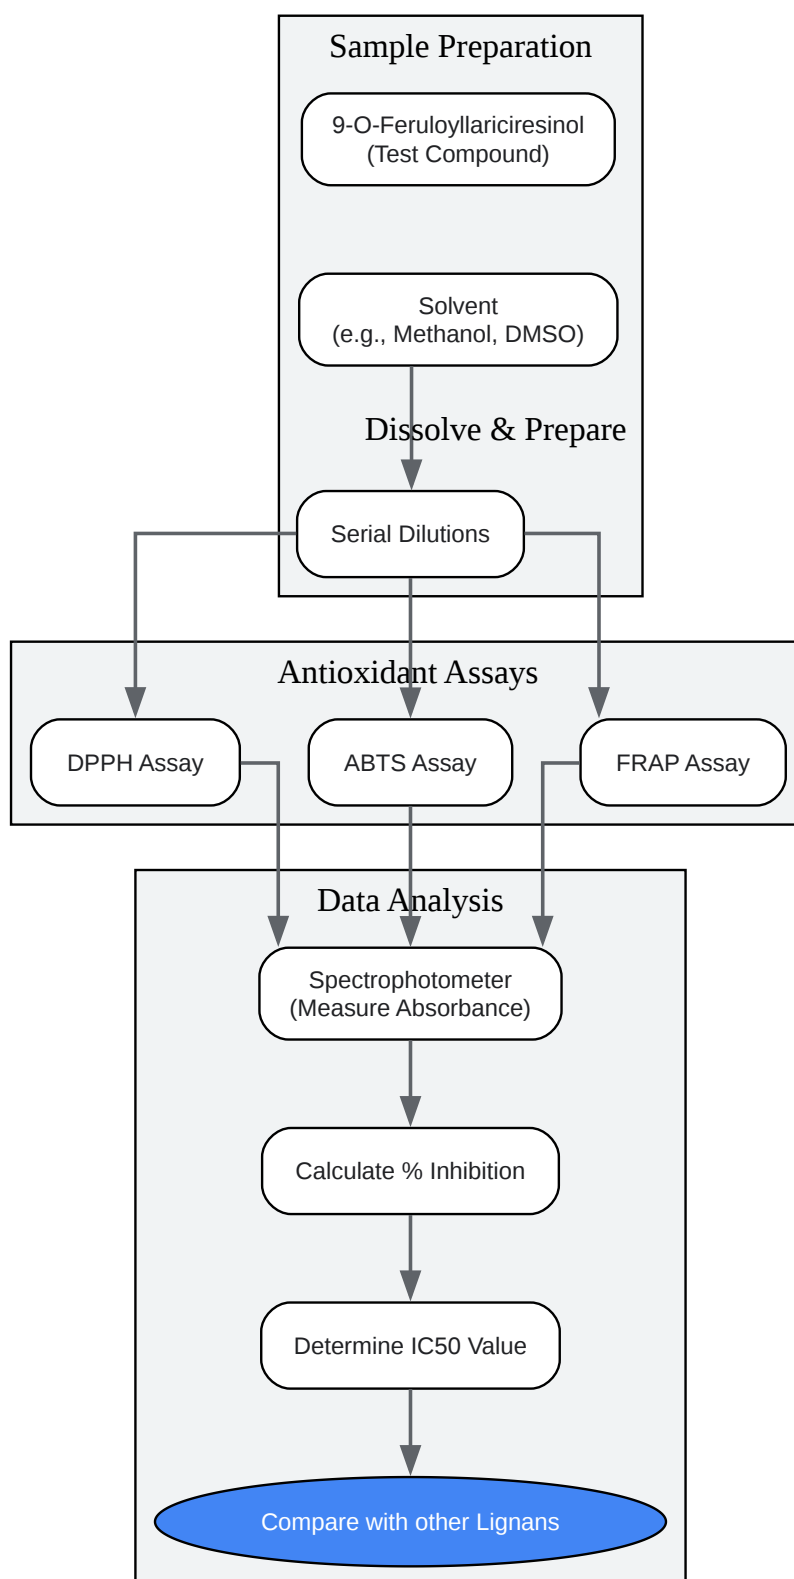 Sample Preparation
9-O-Feruloyllariciresinol
(Test Compound)
Solvent
(e.g., Methanol, DMSO)
Dissolve & Prepare
Serial Dilutions
Antioxidant Assays
DPPH Assay
ABTS Assay
FRAP Assay
Data Analysis
Spectrophotometer
(Measure Absorbance)
Calculate % Inhibition
Determine IC50 Value
Compare with other Lignans